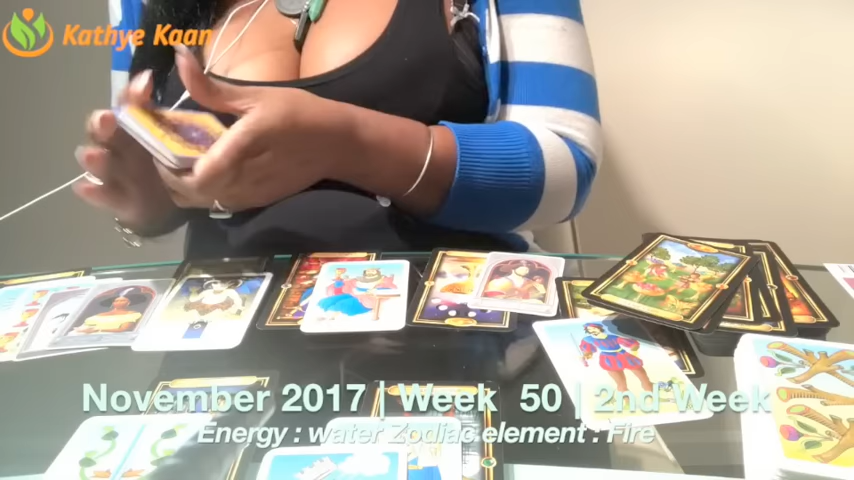 Kathye Kaan
November 2017 | Week 50 | 2nd Week
Energy : water Zodiac element : Fire